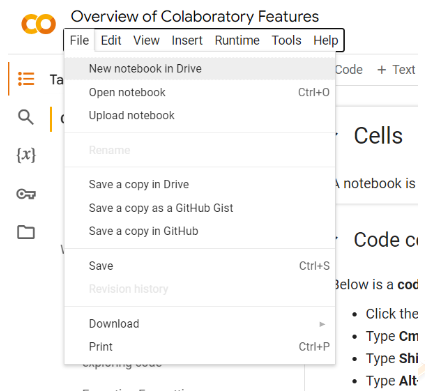 Overview of Colaboratory Features
File Edit View Insert Runtime Tools Help
Code + Text
New notebook in Drive
Ta
Open notebook Ctrl+O
Upload notebook
Cells
Rename
{x}
A notebook is
Save a copy in Drive
Save a copy as a GitHub Gist
Save a copy in GitHub
Code c
Save Ctrl+S
Below is a cod
Revision history
Click the
Download
Type Cm
Print Ctrl+P
Type Shi
exploring code
Type Alt